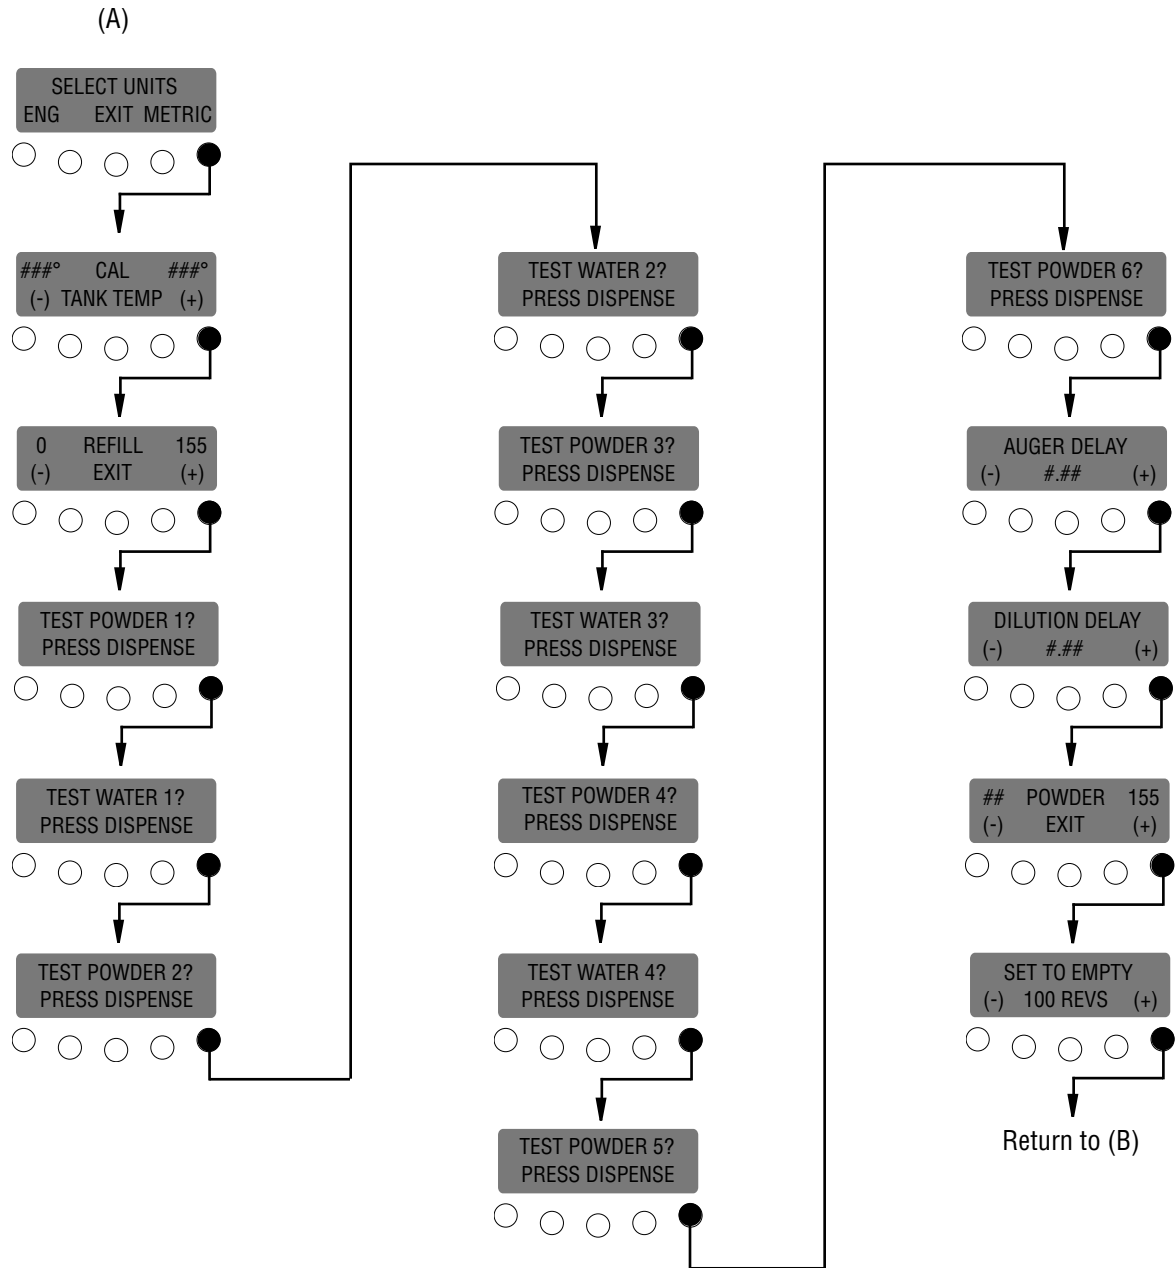 (A)
SELECT UNITS
ENG EXIT METRIC
###° CAL ###°
(-) TANK TEMP (+)
0 REFILL 155
(-) EXIT (+)
TEST POWDER 1?
PRESS DISPENSE
TEST WATER 1?
PRESS DISPENSE
TEST POWDER 2?
PRESS DISPENSE
TEST WATER 2?
PRESS DISPENSE
TEST POWDER 3?
PRESS DISPENSE
TEST WATER 3?
PRESS DISPENSE
TEST POWDER 4?
PRESS DISPENSE
TEST WATER 4?
PRESS DISPENSE
TEST POWDER 5?
PRESS DISPENSE
TEST POWDER 6?
PRESS DISPENSE
AUGER DELAY
(-) #.## (+)
DILUTION DELAY
(-) #.## (+)
## POWDER 155
(-) EXIT (+)
SET TO EMPTY
(-) 100 REVS (+)
Return to (B)